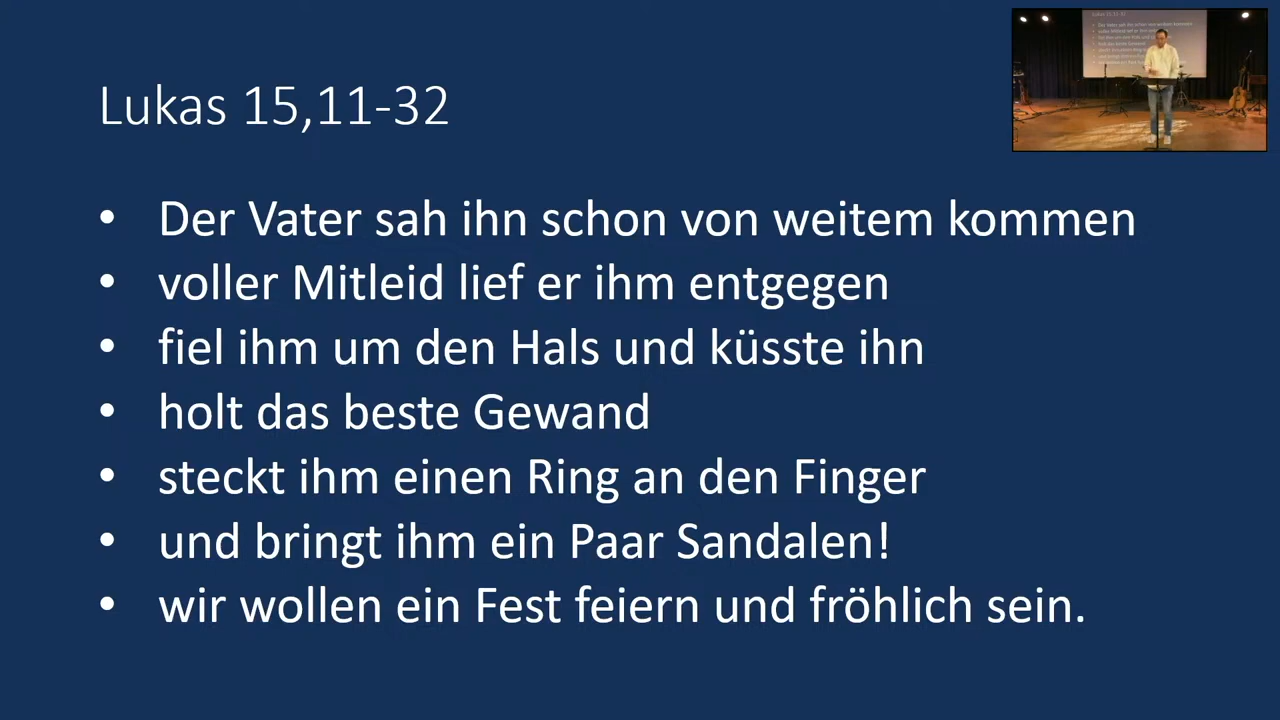 Lukas 15,11-32
• Der Vater sah ihn schon von weitem kommen
• voller Mitleid lief er ihm entgegen
• fiel ihm um den Hals und küsste ihn
• holt das beste Gewand
• steckt ihm einen Ring an den Finger
• und bringt ihm ein Paar Sandalen!
• wir wollen ein Fest feiern und fröhlich sein.